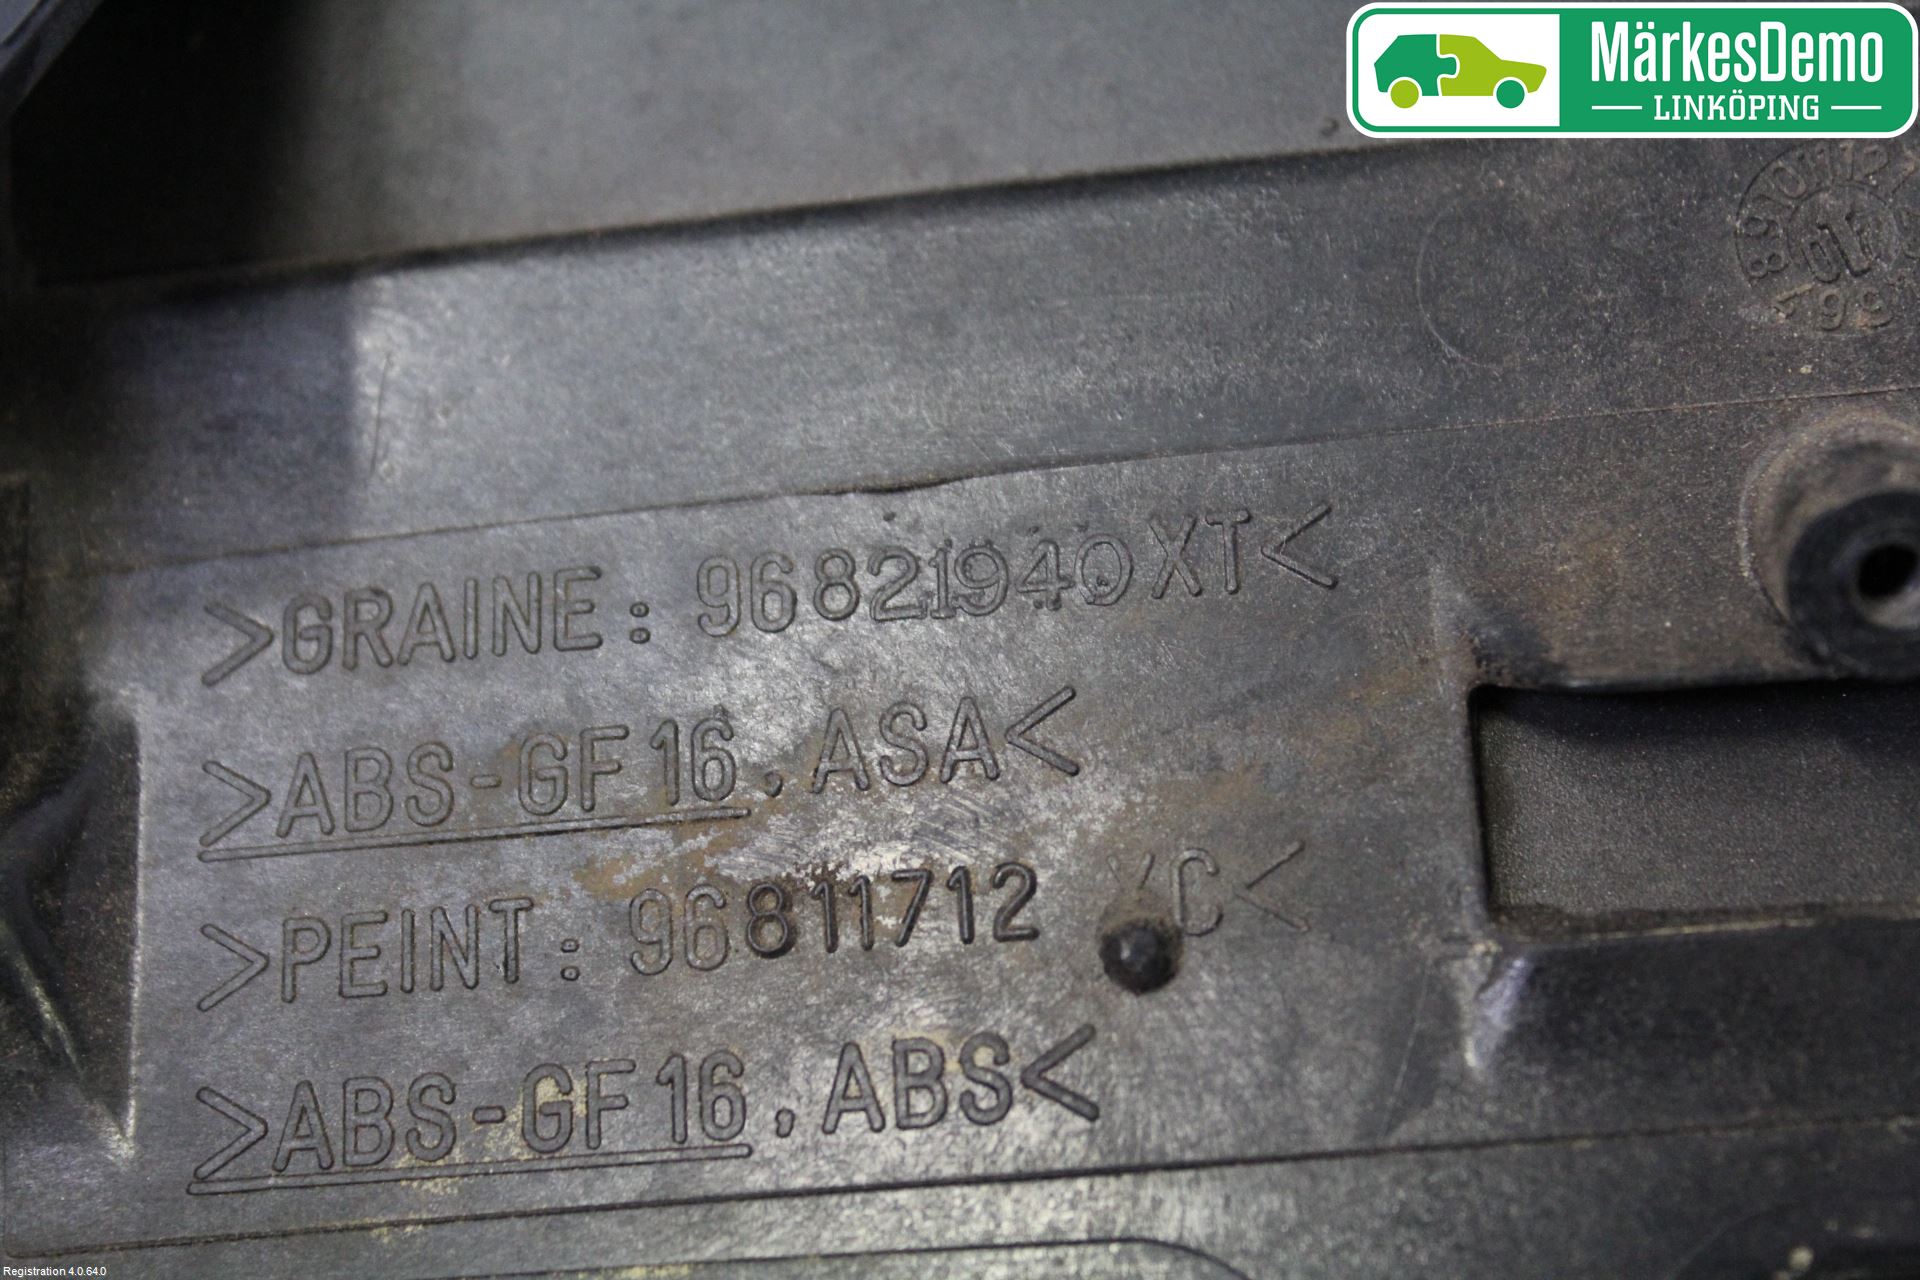 MärkesDemo
LINKÖPING
>GRAINE: 96821940XT<
>ABS-GF16, ASA<
>PEINT: 96811712 C<
>ABS-GF16, ABS<
Registration 4.0.64.0